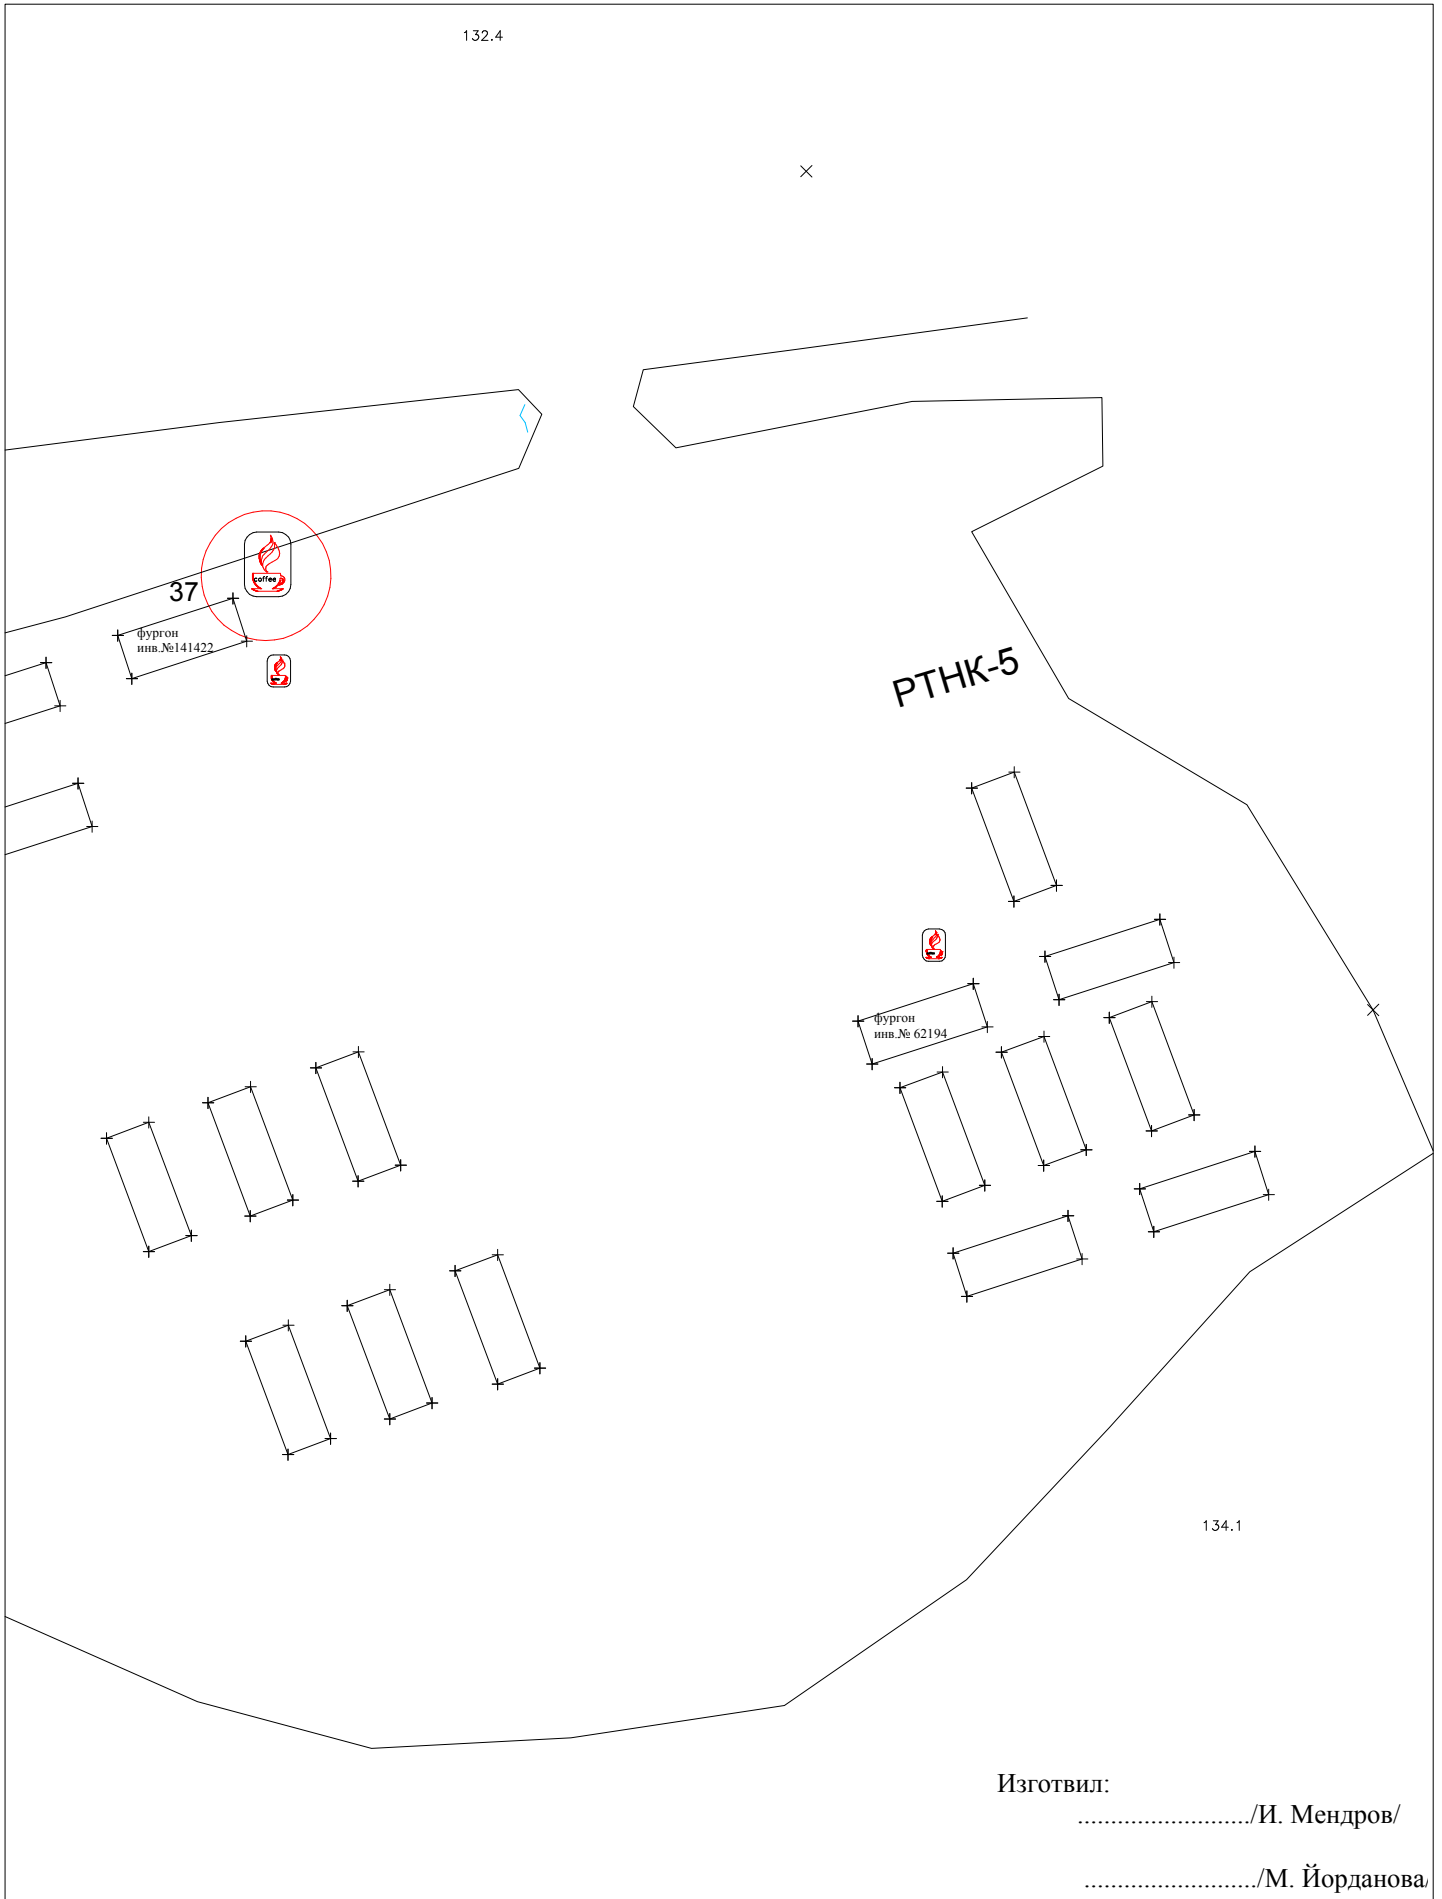 132.4
coffee
37
фургон
инв.№141422
РТНК-5
фургон
инв.№ 62194
134.1
Изготвил:
........................../И. Мендров/
........................../М. Йорданова/